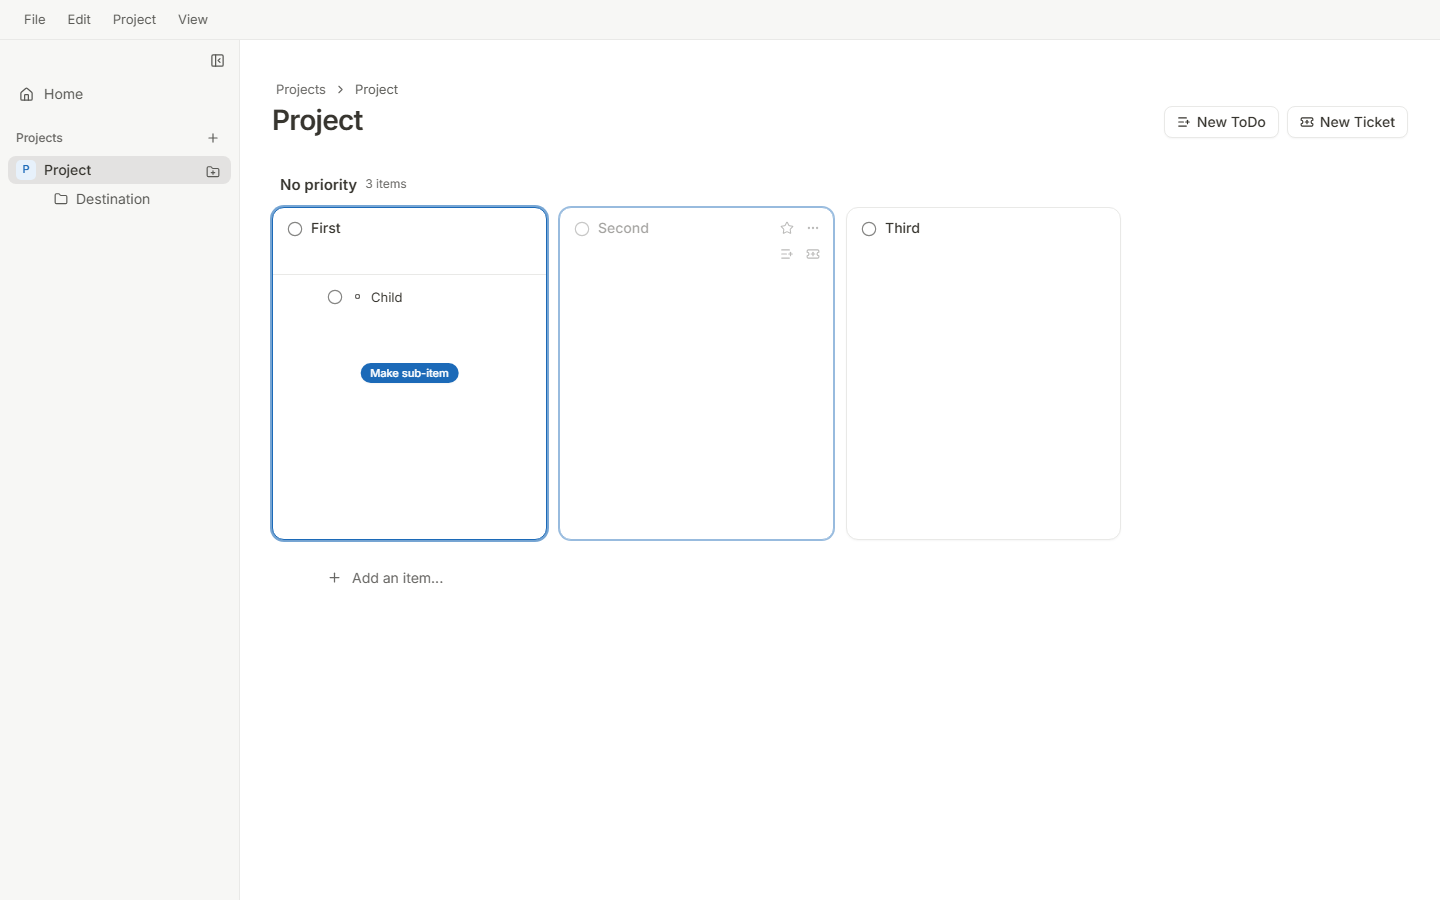 File Edit Project View
Home
Projects
P Project
Destination
Projects > Project
Project
New ToDo
New Ticket
No priority 3 items
First
Child
Make sub-item
Second
Third
Add an item...